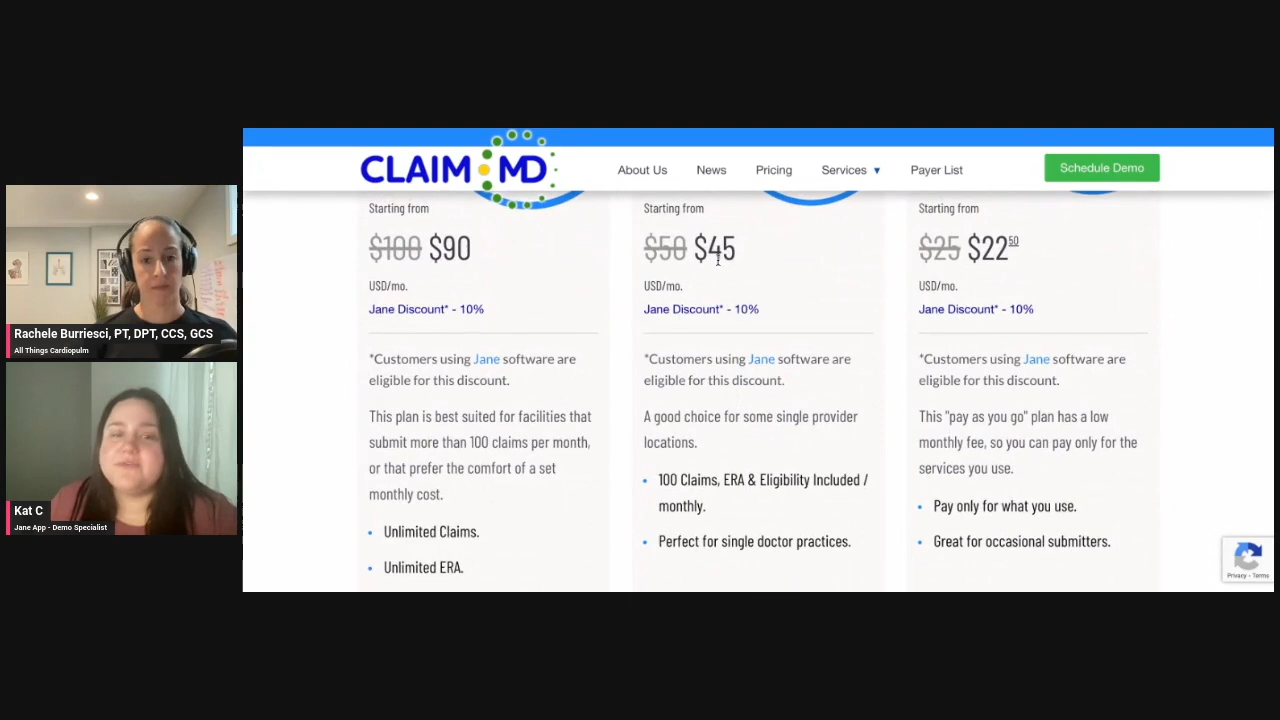 CLAIM MD
About Us
News
Pricing
Services ▼
Payer List
Schedule Demo
Starting from
$100 $90
USD/mo.
Jane Discount* - 10%
*Customers using Jane software are
eligible for this discount.
This plan is best suited for facilities that
submit more than 100 claims per month,
or that prefer the comfort of a set
monthly cost.
• Unlimited Claims.
• Unlimited ERA.
Starting from
$50 $45
USD/mo.
Jane Discount* - 10%
*Customers using Jane software are
eligible for this discount.
A good choice for some single provider
locations.
• 100 Claims, ERA & Eligibility Included /
monthly.
• Perfect for single doctor practices.
Starting from
$25 $22 50
USD/mo.
Jane Discount* - 10%
*Customers using Jane software are
eligible for this discount.
This "pay as you go" plan has a low
monthly fee, so you can pay only for the
services you use.
• Pay only for what you use.
• Great for occasional submitters.
Privacy - Terms
Rachele Burriesci, PT, DPT, CCS, GCS
All Things Cardiopulm
Kat C
Jane App - Demo Specialist